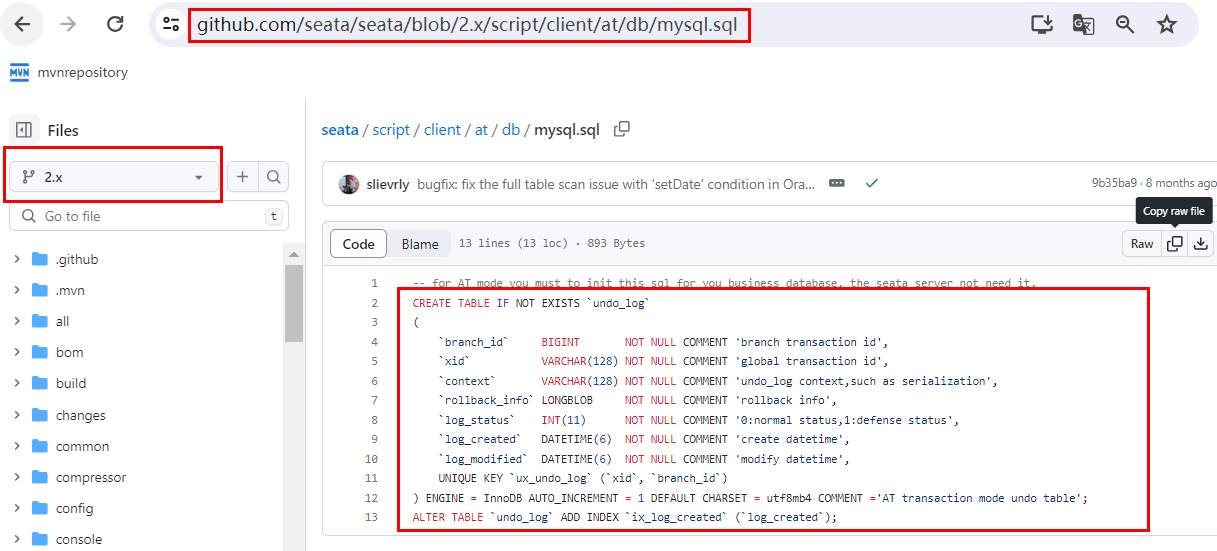 github.com/seata/seata/blob/2.x/script/client/at/db/mysql.sql
MVN mvnrepository
Files
seata / script / client / at / db / mysql.sql
2.x
slievrly bugfix: fix the full table scan issue with 'setDate' condition in Ora...
9b35ba9 · 8 months ago
Go to file t
Copy raw file
Code Blame 13 lines (13 loc) · 893 Bytes Raw
.github
.mvn
all
bom
build
changes
common
compressor
config
console
1 -- for AT mode you must to init this sql for you business database. the seata server not need it.
2 CREATE TABLE IF NOT EXISTS `undo_log`
3 (
4 `branch_id` BIGINT NOT NULL COMMENT 'branch transaction id',
5 `xid` VARCHAR(128) NOT NULL COMMENT 'global transaction id',
6 `context` VARCHAR(128) NOT NULL COMMENT 'undo_log context,such as serialization',
7 `rollback_info` LONGBLOB NOT NULL COMMENT 'rollback info',
8 `log_status` INT(11) NOT NULL COMMENT '0:normal status,1:defense status',
9 `log_created` DATETIME(6) NOT NULL COMMENT 'create datetime',
10 `log_modified` DATETIME(6) NOT NULL COMMENT 'modify datetime',
11 UNIQUE KEY `ux_undo_log` (`xid`, `branch_id`)
12 ) ENGINE = InnoDB AUTO_INCREMENT = 1 DEFAULT CHARSET = utf8mb4 COMMENT ='AT transaction mode undo table';
13 ALTER TABLE `undo_log` ADD INDEX `ix_log_created` (`log_created`);